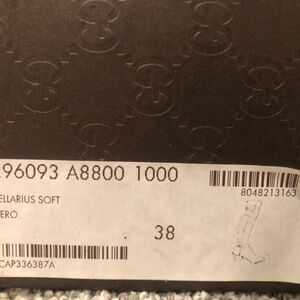 96093 A8800 1000
8048213163
ELLARIUS SOFT
ERO
38
CAP336387A